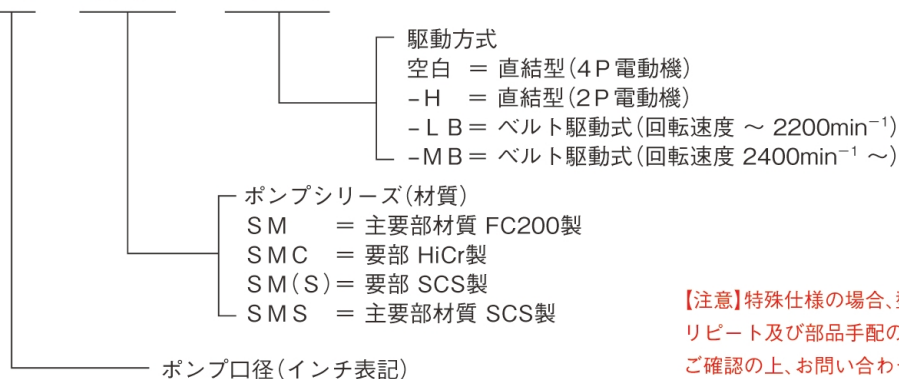 駆動方式
空白 = 直結型(4P電動機)
-H = 直結型(2P電動機)
-LB= ベルト駆動式(回転速度 ~ 2200min⁻¹)
-MB= ベルト駆動式(回転速度 2400min⁻¹ ~)
ポンプシリーズ(材質)
SM = 主要部材質 FC200製
SMC = 要部 HiCr製
SM(S)= 要部 SCS製
SMS = 主要部材質 SCS製
【注意】特殊仕様の場合、
リピート及び部品手配の
ご確認の上、お問い合わ
ポンプ口径(インチ表記)